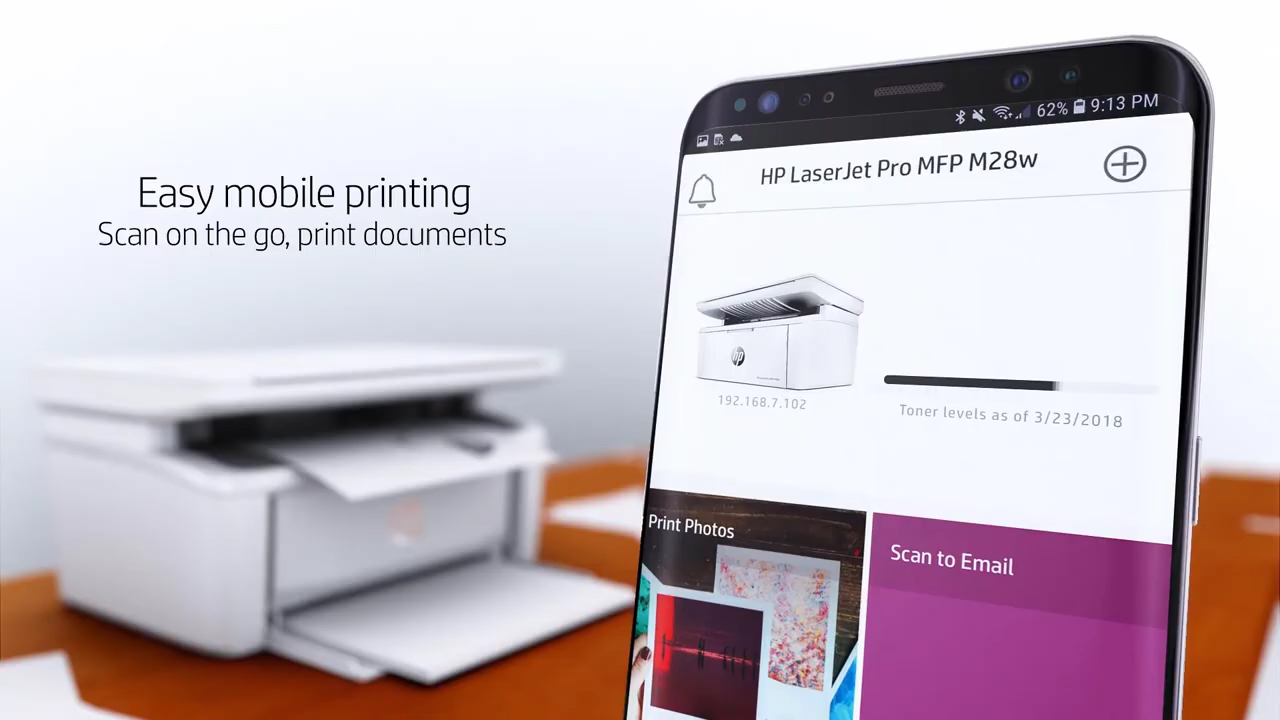 Easy mobile printing
Scan on the go, print documents
62% 9:13 PM
HP LaserJet Pro MFP M28w
hp
192.168.7.102
Toner levels as of 3/23/2018
Print Photos
Scan to Email